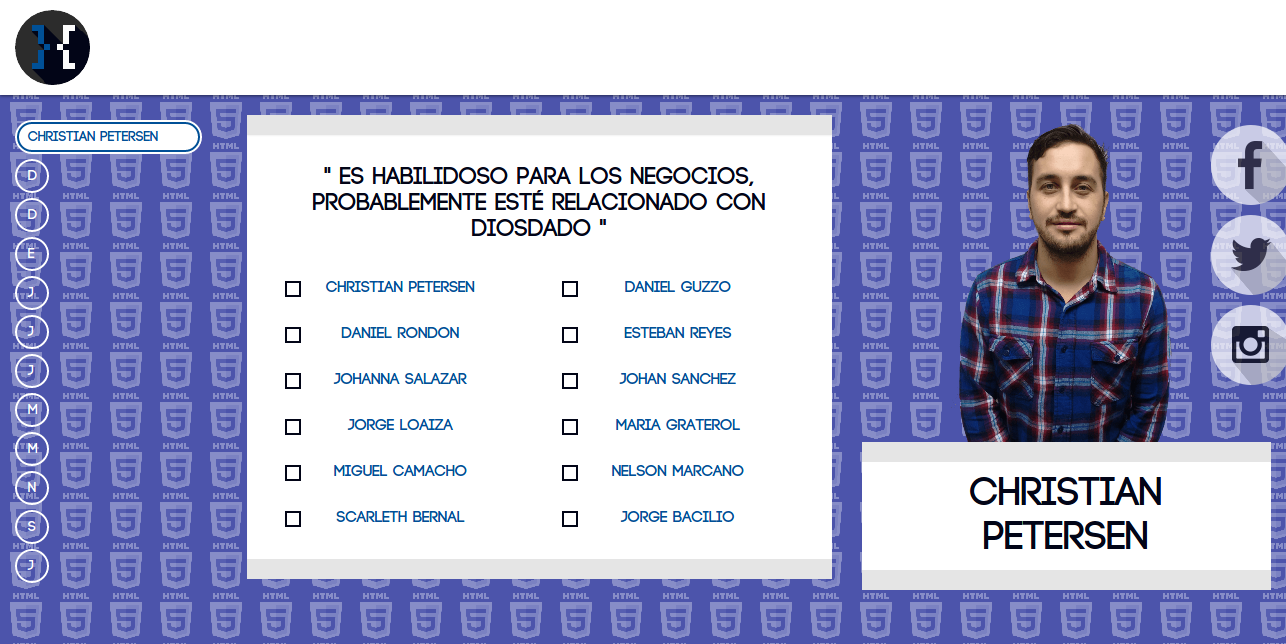 CHRISTIAN PETERSEN
D
D
E
J
J
J
M
M
N
S
J
" ES HABILIDOSO PARA LOS NEGOCIOS,
PROBABLEMENTE ESTÉ RELACIONADO CON
DIOSDADO "
CHRISTIAN PETERSEN
DANIEL GUZZO
DANIEL RONDON
ESTEBAN REYES
JOHANNA SALAZAR
JOHAN SANCHEZ
JORGE LOAIZA
MARIA GRATEROL
MIGUEL CAMACHO
NELSON MARCANO
SCARLETH BERNAL
JORGE BACILIO
CHRISTIAN
PETERSEN
HTML